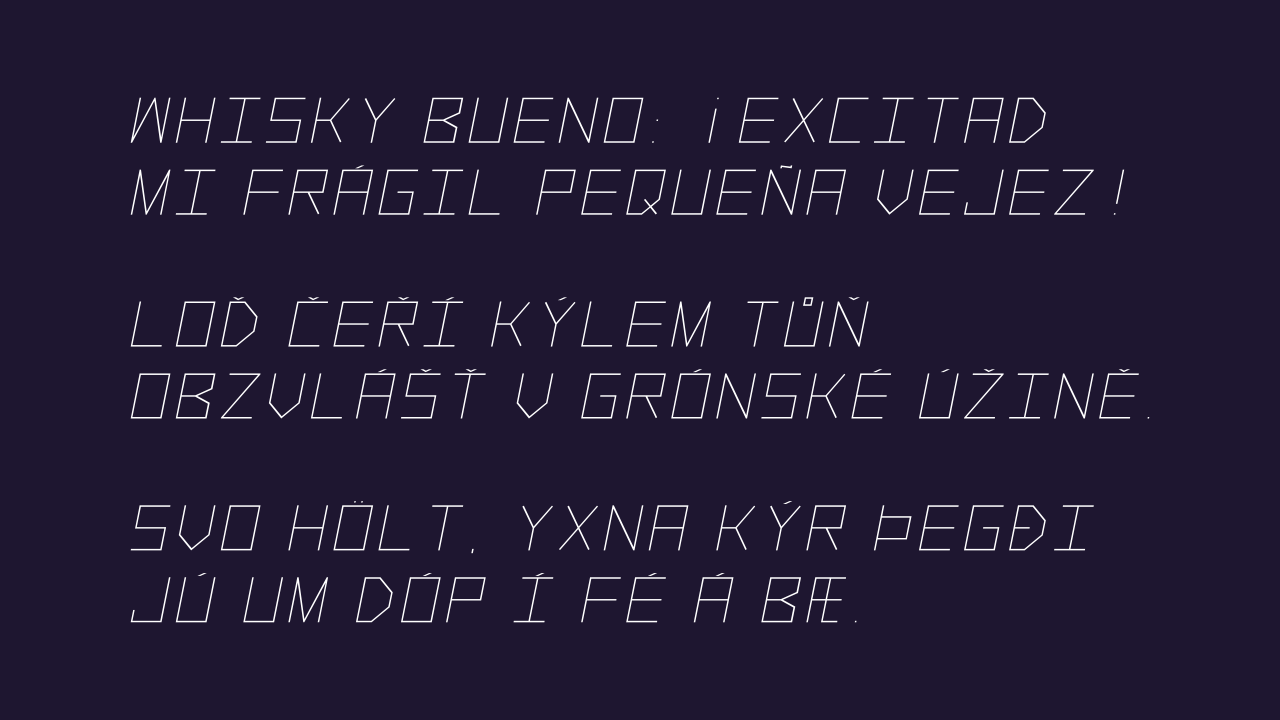 WHISKY BUENO: ¡EXCITAD
MI FRÁGIL PEQUEÑA VEJEZ!
LOĎ ČEŘÍ KÝLEM TŮŇ
OBZVLÁŠŤ V GRÓNSKÉ ÚŽINĚ.
SVO HÖLT, YXNA KÝR ÞEGÐI
JÚ UM DÓP Í FÉ Á BÆ.